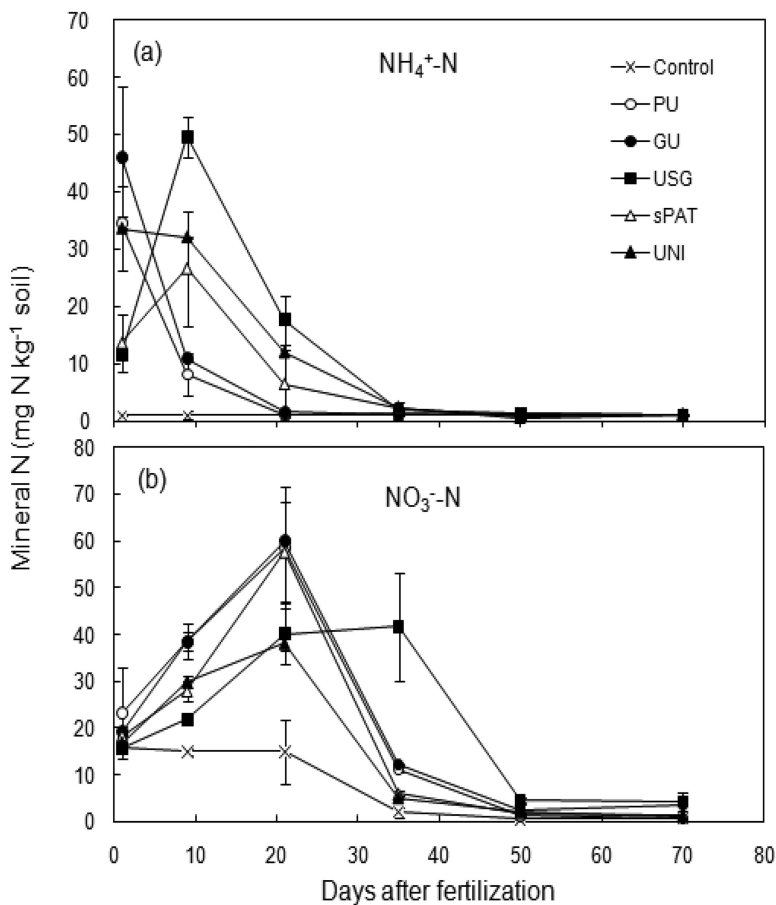 70
(a)
NH₄⁺-N
60
50
40
30
20
10
0
Control
PU
GU
USG
sPAT
UNI
Mineral N (mg N kg⁻¹ soil)
80
(b)
NO₃⁻-N
70
60
50
40
30
20
10
0
0 10 20 30 40 50 60 70 80
Days after fertilization